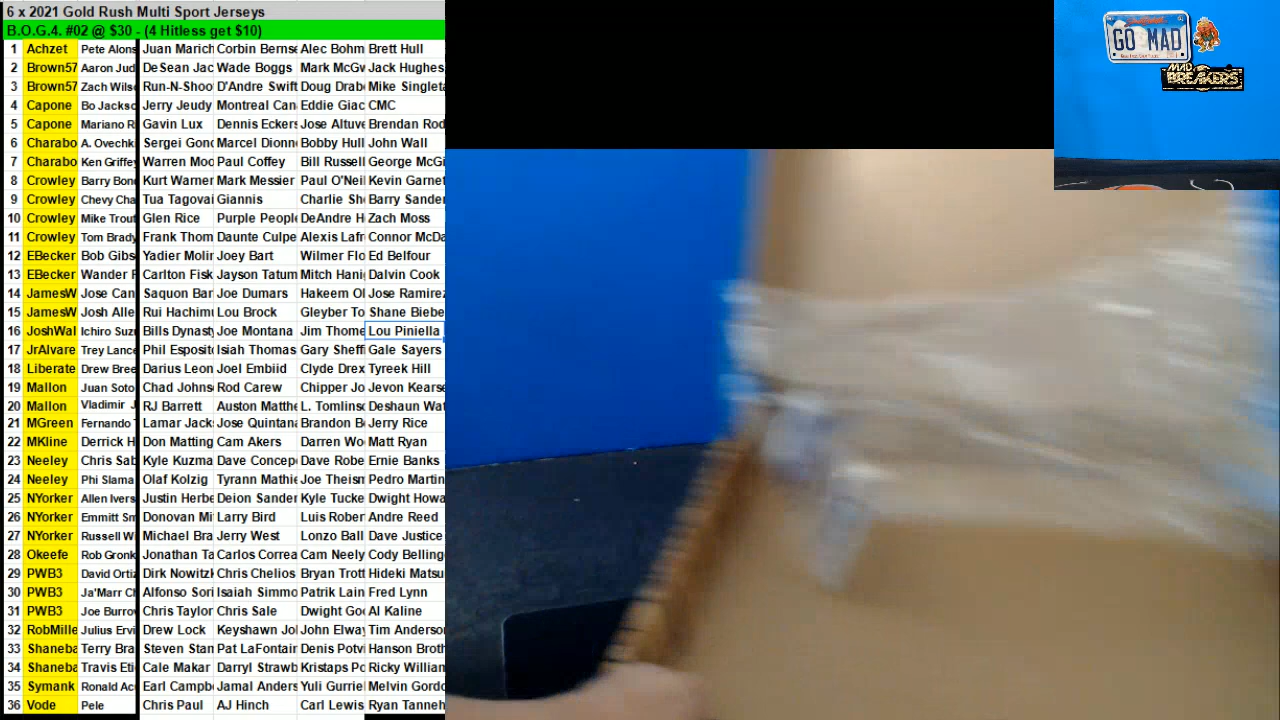 6 x 2021 Gold Rush Multi Sport Jerseys
B.O.G.4. #02 @ $30 - (4 Hitless get $10)
1 Achzet Pete Alons Juan Marich Corbin Bernse Alec Bohm Brett Hull
2 Brown57 Aaron Jud DeSean Jac Wade Boggs Mark McGw Jack Hughes
3 Brown57 Zach Wils Run-N-Shoo D'Andre Swift Doug Drab Mike Singlet
4 Capone Bo Jackso Jerry Jeudy Montreal Can Eddie Giac CMC
5 Capone Mariano Ri Gavin Lux Dennis Eckers Jose Altuve Brendan Rod
6 Charabo A. Ovechk Sergei Gonc Marcel Dionn Bobby Hull John Wall
7 Charabo Ken Griffey Warren Moo Paul Coffey Bill Russell George McGi
8 Crowley Barry Bon Kurt Warner Mark Messier Paul O'Neil Kevin Garnet
9 Crowley Chevy Cha Tua Tagovai Giannis Charlie She Barry Sander
10 Crowley Mike Trout Glen Rice Purple People DeAndre H Zach Moss
11 Crowley Tom Brady Frank Thom Daunte Culpe Alexis Lafr Connor McDa
12 EBecker Bob Gibs Yadier Molin Joey Bart Wilmer Flo Ed Belfour
13 EBecker Wander F Carlton Fisk Jayson Tatum Mitch Hani Dalvin Cook
14 JamesW Jose Can Saquon Bar Joe Dumars Hakeem Ol Jose Ramirez
15 JamesW Josh Alle Rui Hachim Lou Brock Gleyber To Shane Biebe
16 JoshWal Ichiro Suz Bills Dynast Joe Montana Jim Thome Lou Piniella
17 JrAlvare Trey Lance Phil Esposit Isiah Thomas Gary Sheffi Gale Sayers
18 Liberate Drew Bree Darius Leon Joel Embiid Clyde Drex Tyreek Hill
19 Mallon Juan Soto Chad Johns Rod Carew Chipper Jo Jevon Kearse
20 Mallon Vladimir J RJ Barrett Auston Matthe L. Tomlins Deshaun Wat
21 MGreen Fernando T Lamar Jack Jose Quintana Brandon B Jerry Rice
22 MKline Derrick H Don Matting Cam Akers Darren Wo Matt Ryan
23 Neeley Chris Sab Kyle Kuzma Dave Concep Dave Robe Ernie Banks
24 Neeley Phi Slama Olaf Kolzig Tyrann Mathie Joe Theism Pedro Martin
25 NYorker Allen Ivers Justin Herbe Deion Sander Kyle Tucke Dwight Howa
26 NYorker Emmitt Sm Donovan Mi Larry Bird Luis Rober Andre Reed
27 NYorker Russell W Michael Bra Jerry West Lonzo Ball Dave Justice
28 Okeefe Rob Gronk Jonathan Ta Carlos Correa Cam Neely Cody Belling
29 PWB3 David Ortiz Dirk Nowitzk Chris Chelios Bryan Trott Hideki Matsu
30 PWB3 Ja'Marr Ch Alfonso Sori Isaiah Simmo Patrik Lain Fred Lynn
31 PWB3 Joe Burrow Chris Taylor Chris Sale Dwight Goo Al Kaline
32 RobMille Julius Ervi Drew Lock Keyshawn Jo John Elway Tim Anderso
33 Shaneba Terry Bra Steven Stan Pat LaFontain Denis Potv Hanson Broth
34 Shaneba Travis Eti Cale Makar Darryl Strawb Kristaps Po Ricky William
35 Symank Ronald Ac Earl Campb Jamal Anders Yuli Gurriel Melvin Gordo
36 Vode Pele Chris Paul AJ Hinch Carl Lewis Ryan Tanneh
GO MAD
MAD
BREAKERS